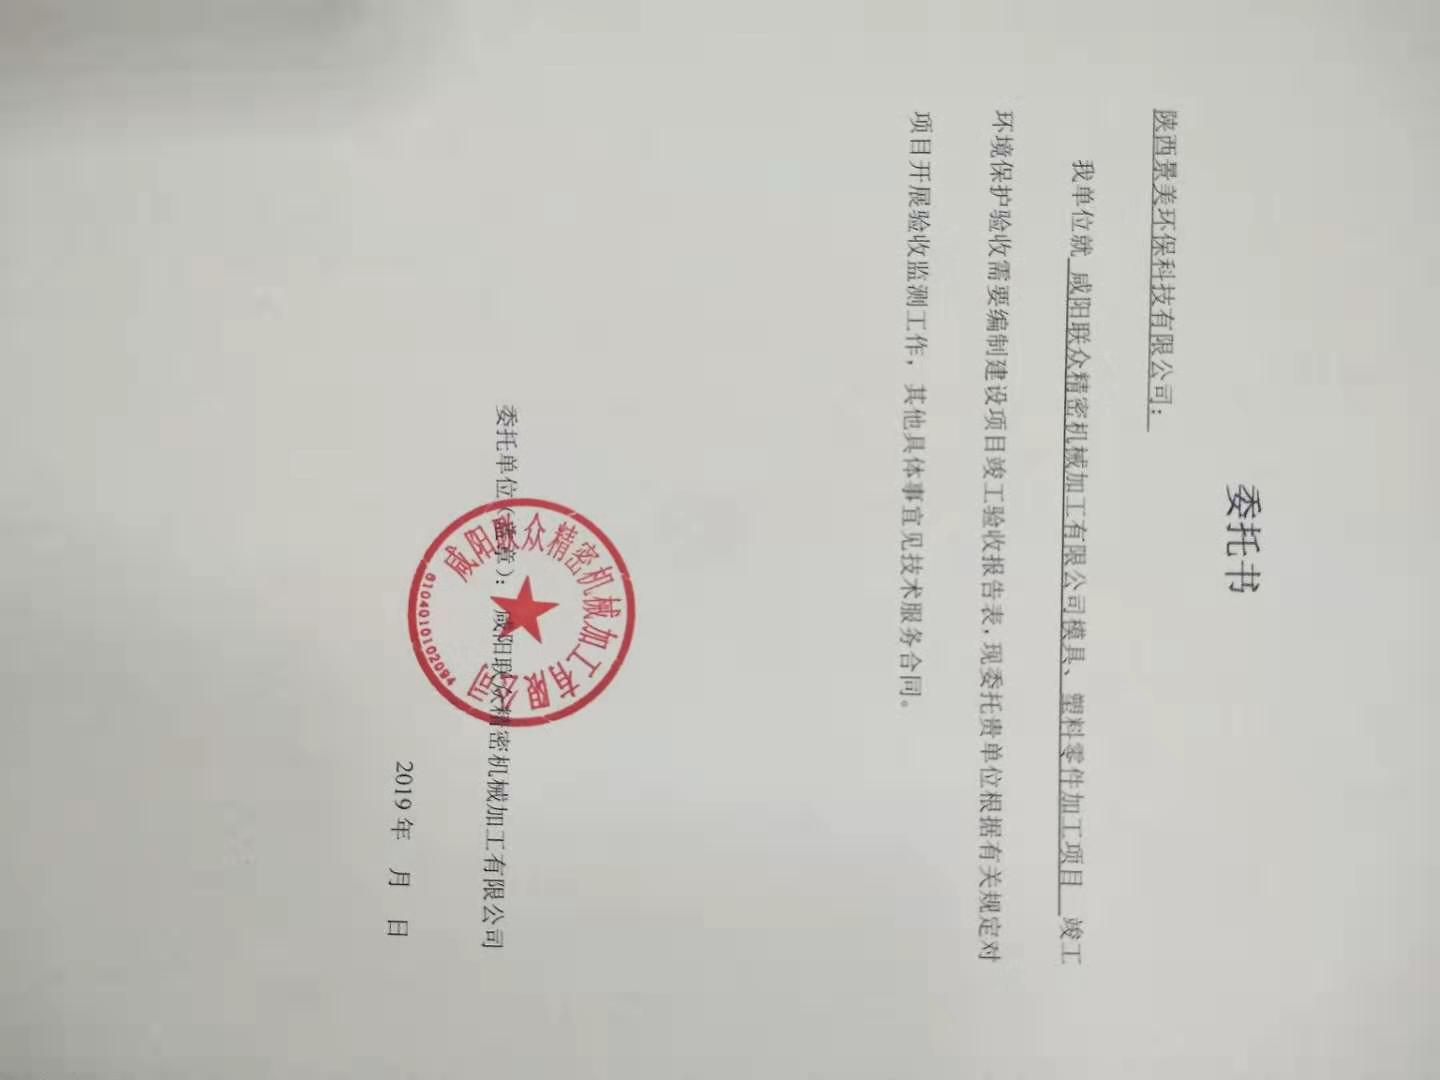 委托书
陕西景美环保科技有限公司：
我单位就 咸阳联众精密机械加工有限公司模具、塑料零件加工项目 竣工
环境保护验收需要编制建设项目竣工验收报告表，现委托贵单位根据有关规定对
项目开展验收监测工作，其他具体事宜见技术服务合同。
委托单位（盖章）：咸阳联众精密机械加工有限公司
咸阳联众精密机械加工有限公司
0104010102094
2019 年 月 日